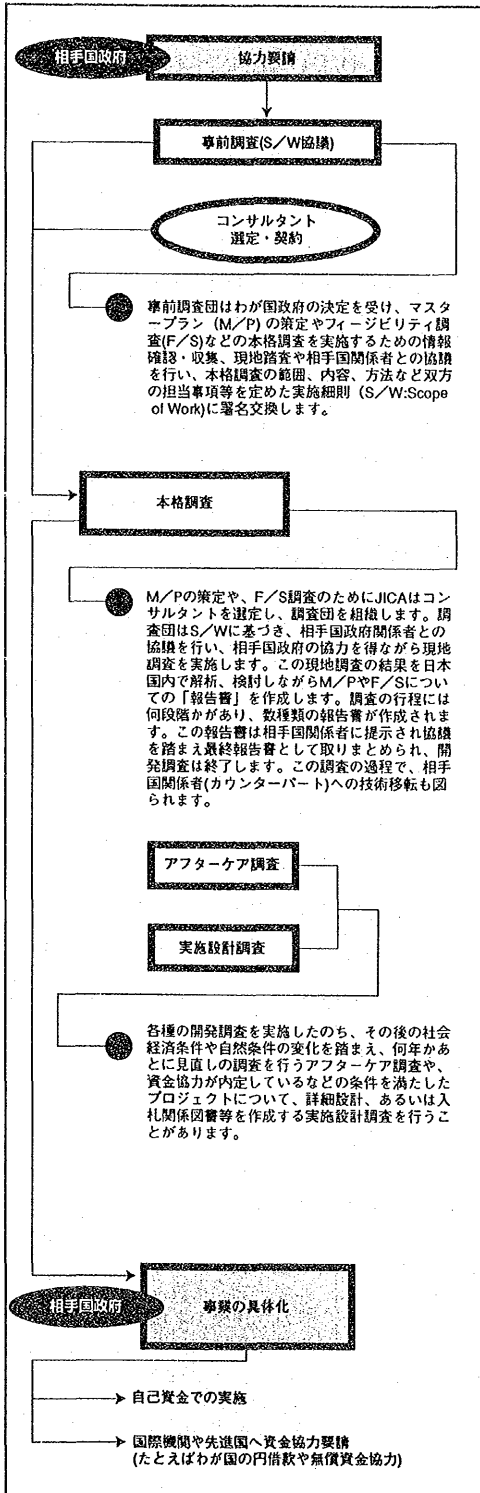 相手国政府
協力要請
事前調査(S/W協議)
コンサルタント
選定・契約
事前調査団はわが国政府の決定を受け、マスタ
ープラン（M/P）の策定やフィージビリティ調
査(F/S)などの本格調査を実施するための情報
確認・収集、現地踏査や相手国関係者との協議
を行い、本格調査の範囲、内容、方法など双方
の担当事項等を定めた実施細則（S/W:Scope
of Work)に署名交換します。
本格調査
M/Pの策定や、F/S調査のためにJICAはコン
サルタントを選定し、調査団を組織します。調
査団はS/Wに基づき、相手国政府関係者との
協議を行い、相手国政府の協力を得ながら現地
調査を実施します。この現地調査の結果を日本
国内で解析、検討しながらM/PやF/Sについ
ての「報告書」を作成します。調査の行程には
何段階かがあり、数種類の報告書が作成されま
す。この報告書は相手国関係者に提示され協議
を踏まえ最終報告書として取りまとめられ、開
発調査は終了します。この調査の過程で、相手
国関係者(カウンターパート)への技術移転も図
られます。
アフターケア調査
実施設計調査
各種の開発調査を実施したのち、その後の社会
経済条件や自然条件の変化を踏まえ、何年かあ
とに見直しの調査を行うアフターケア調査や、
資金協力が内定しているなどの条件を満たした
プロジェクトについて、詳細設計、あるいは入
札関係図書等を作成する実施設計調査を行うこ
とがあります。
相手国政府
事業の具体化
自己資金での実施
国際機関や先進国へ資金協力要請
(たとえばわが国の円借款や無償資金協力)